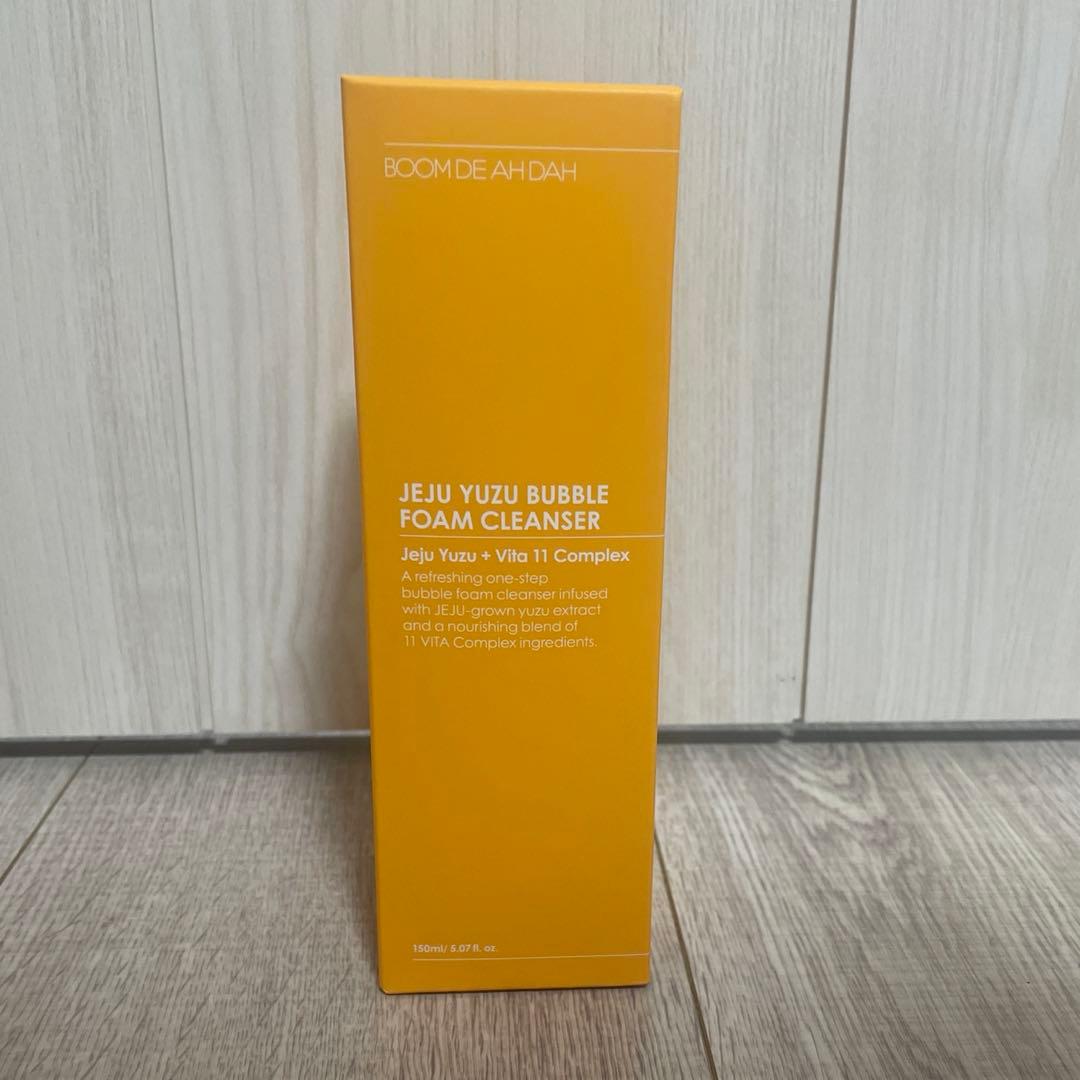 BOOM DE AH DAH
JEJU YUZU BUBBLE
FOAM CLEANSER
Jeju Yuzu + Vita 11 Complex
A refreshing one-step
bubble foam cleanser infused
with JEJU-grown yuzu extract
and a nourishing blend of
11 VITA Complex ingredients.
150ml/ 5.07 fl. oz.